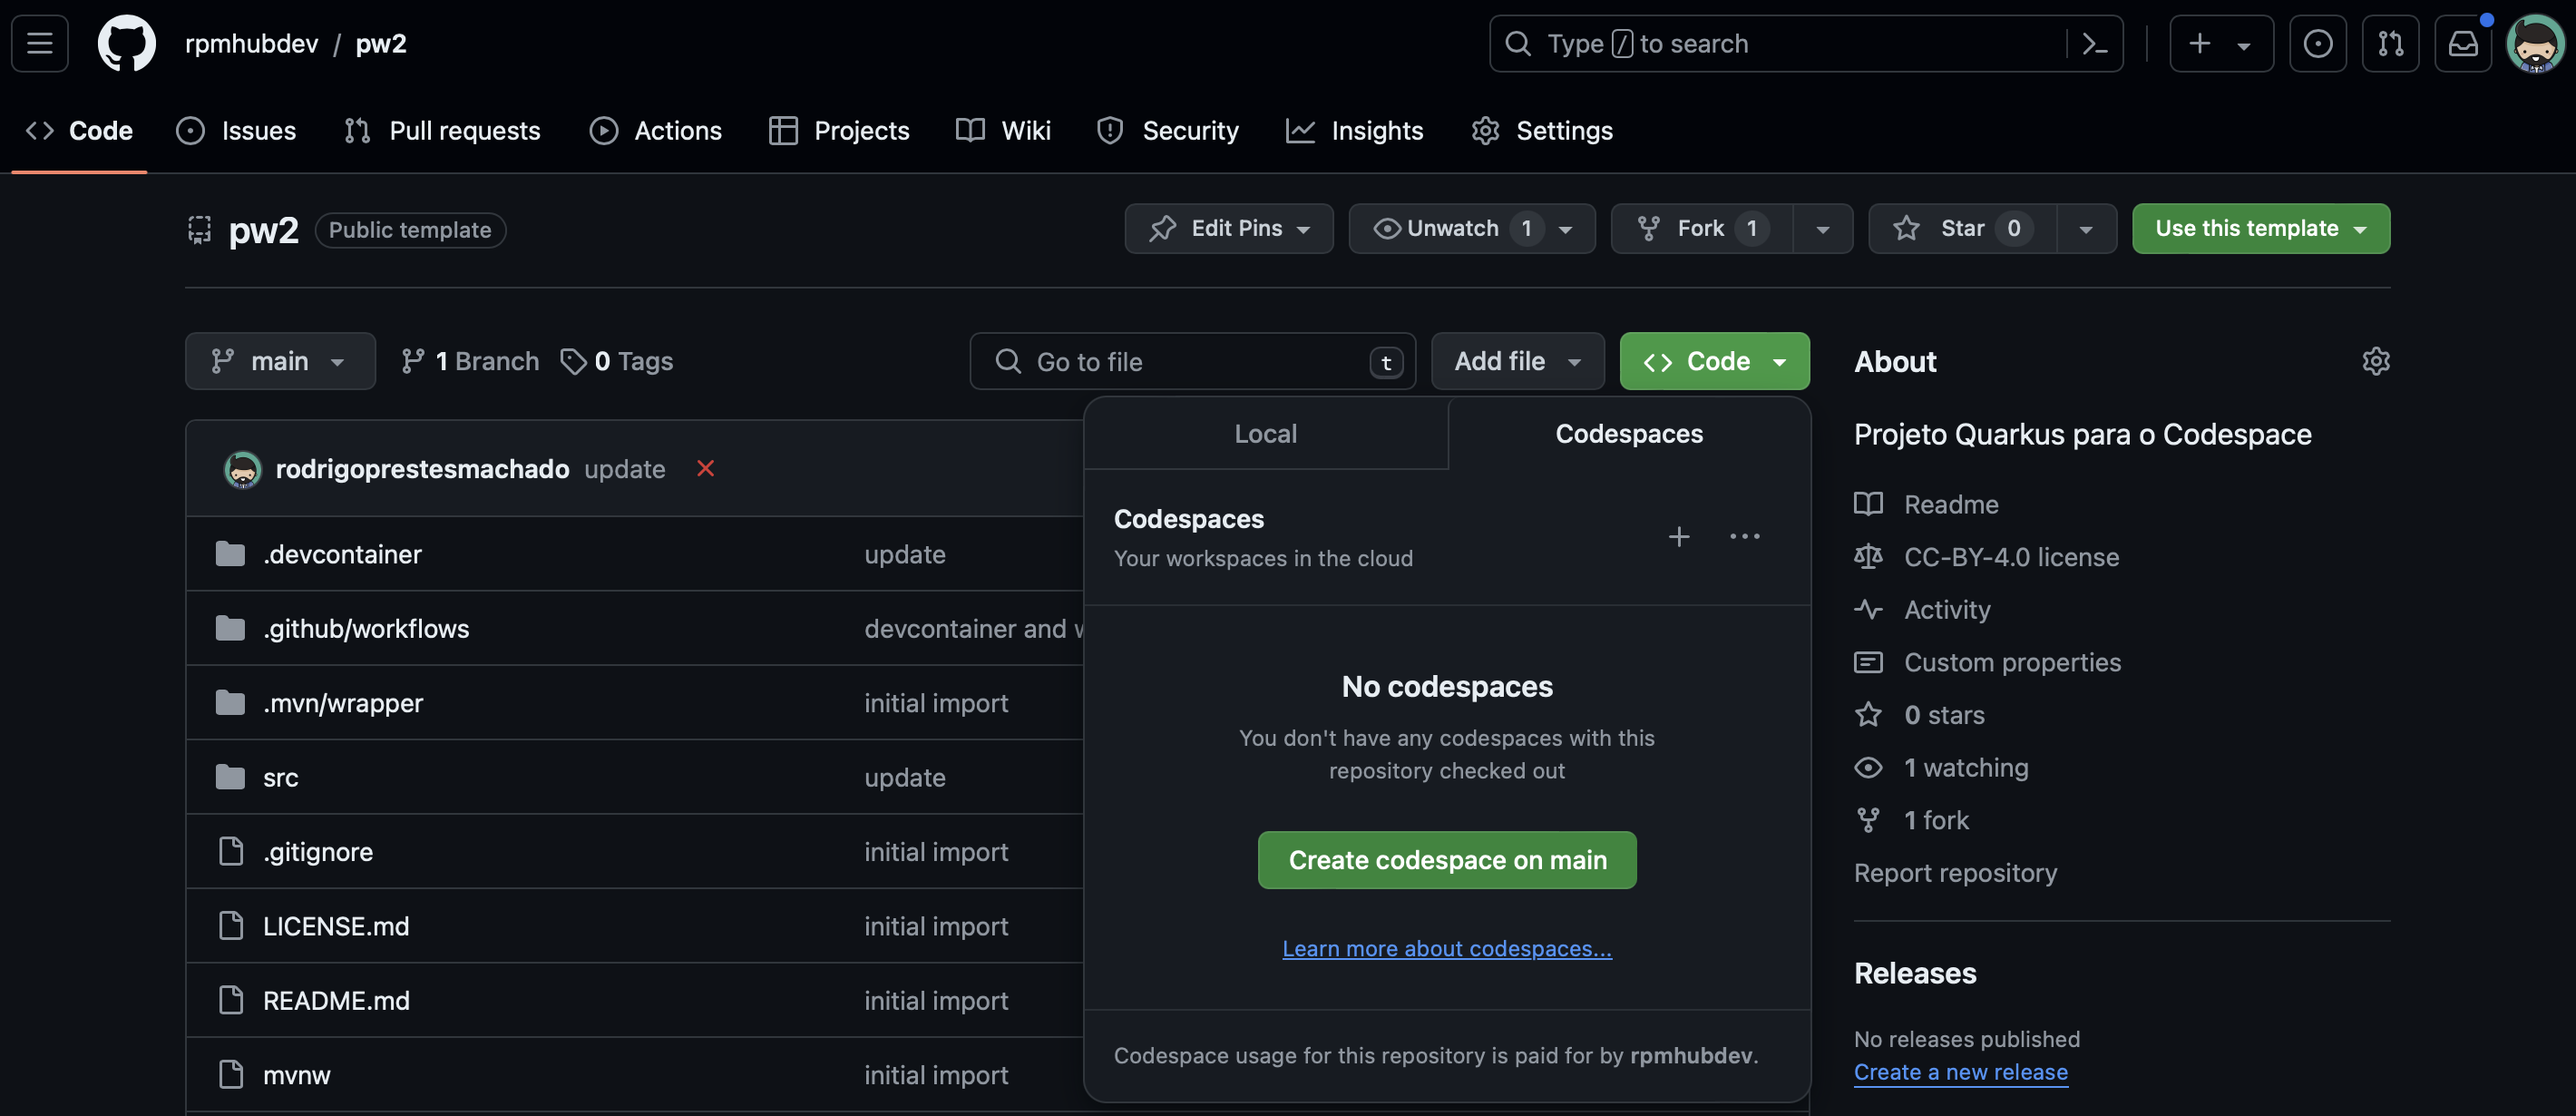 rpmhubdev / pw2
Type / to search
Code Issues Pull requests Actions Projects Wiki Security Insights Settings
pw2 Public template
Edit Pins Unwatch 1 Fork 1 Star 0 Use this template
main 1 Branch 0 Tags
Go to file t Add file Code
rodrigoprestesmachado update
.devcontainer update
.github/workflows devcontainer and
.mvn/wrapper initial import
src update
.gitignore initial import
LICENSE.md initial import
README.md initial import
mvnw initial import
Local Codespaces
Codespaces
Your workspaces in the cloud
No codespaces
You don't have any codespaces with this
repository checked out
Create codespace on main
Learn more about codespaces...
Codespace usage for this repository is paid for by rpmhubdev.
About
Projeto Quarkus para o Codespace
Readme
CC-BY-4.0 license
Activity
Custom properties
0 stars
1 watching
1 fork
Report repository
Releases
No releases published
Create a new release